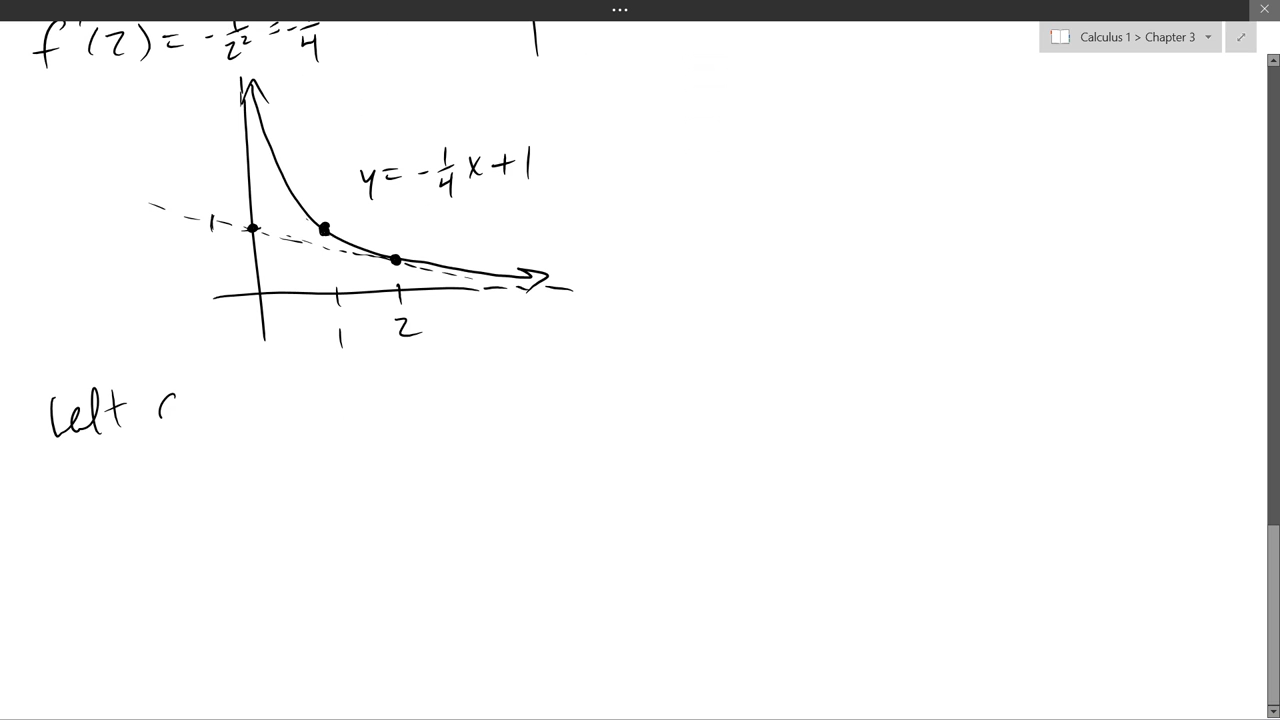 Calculus 1 > Chapter 3
f'(2) = -1/2² = -1/4
y = -1/4 x + 1
1
1
2
Left